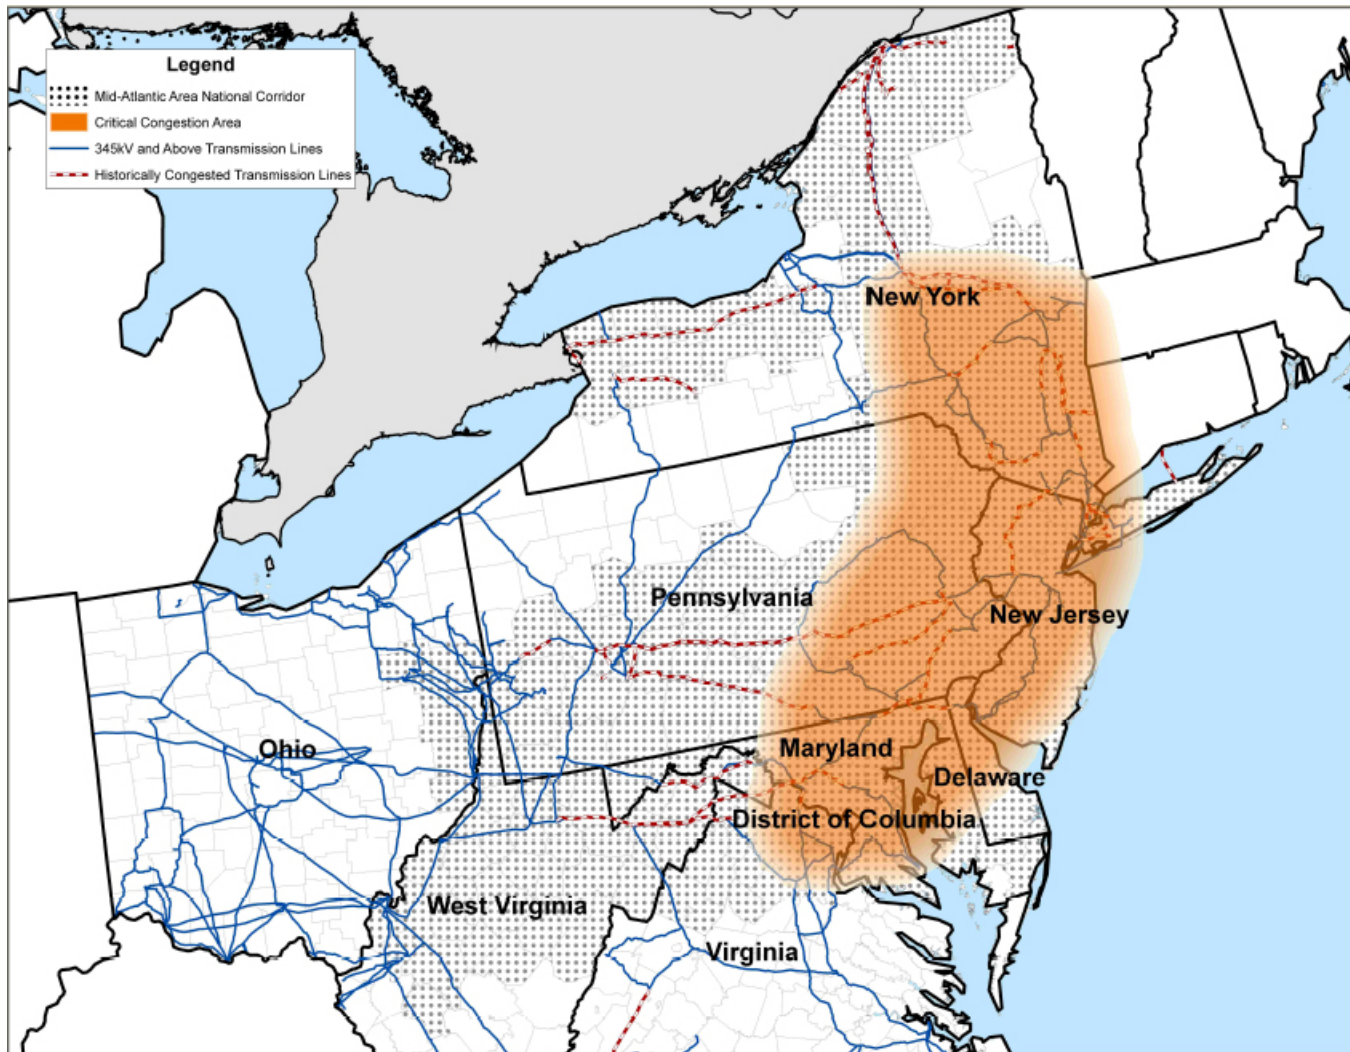 Legend
Mid-Atlantic Area National Corridor
Critical Congestion Area
345kV and Above Transmission Lines
Historically Congested Transmission Lines
New York
Pennsylvania
New Jersey
Ohio
Maryland
Delaware
District of Columbia
West Virginia
Virginia